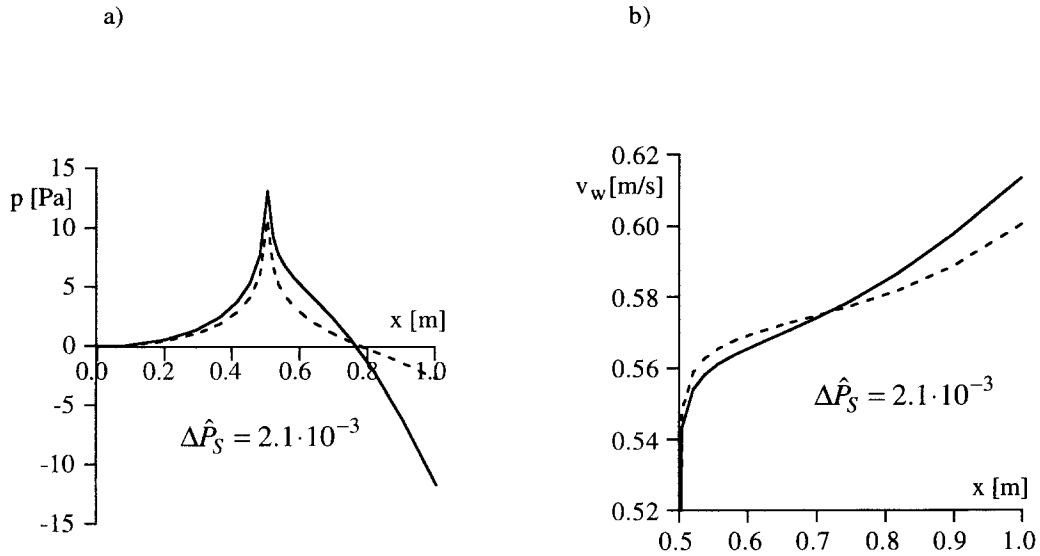 a)
b)
15
p [Pa]
10
5
0
-5
-10
-15
x [m]
0.0 0.2 0.4 0.6 0.8 1.0
ΔP̂_S = 2.1·10⁻³
0.62
v_w [m/s]
0.60
0.58
0.56
0.54
0.52
ΔP̂_S = 2.1·10⁻³
x [m]
0.5 0.6 0.7 0.8 0.9 1.0